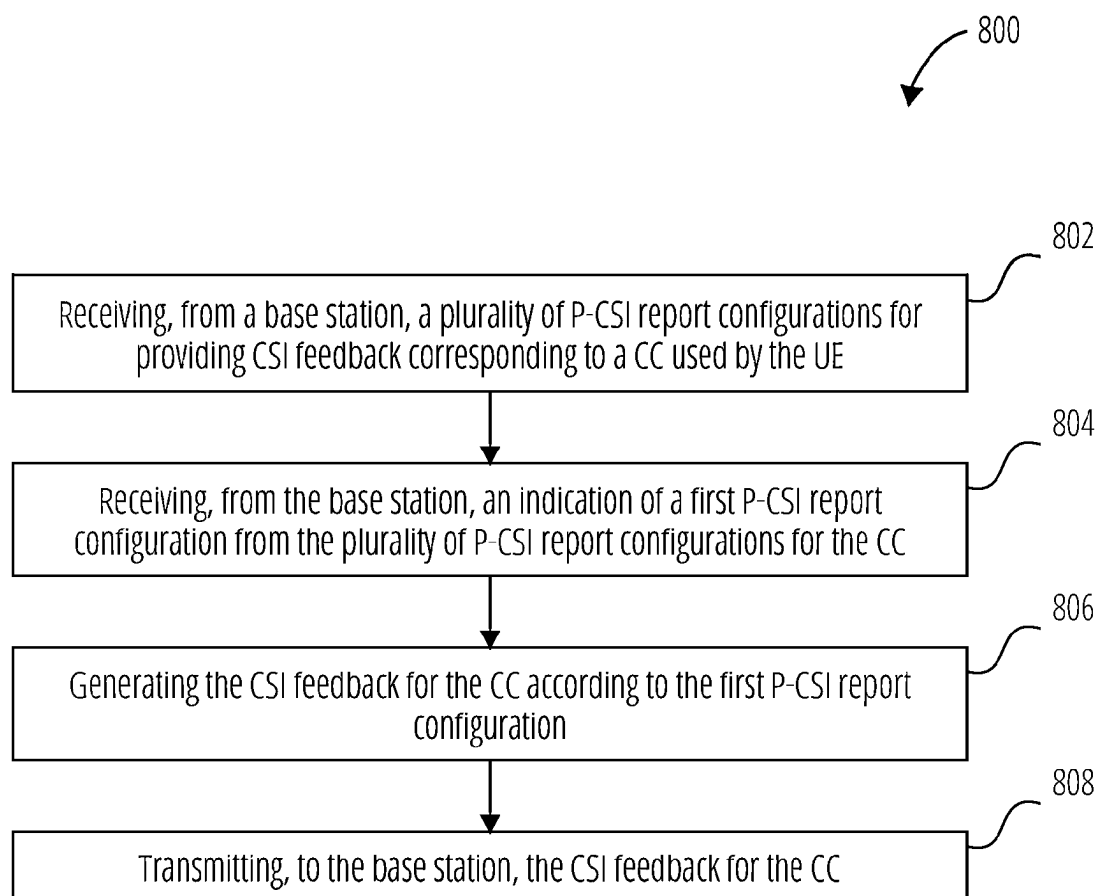 800
802
Receiving, from a base station, a plurality of P-CSI report configurations for
providing CSI feedback corresponding to a CC used by the UE
804
Receiving, from the base station, an indication of a first P-CSI report
configuration from the plurality of P-CSI report configurations for the CC
806
Generating the CSI feedback for the CC according to the first P-CSI report
configuration
808
Transmitting, to the base station, the CSI feedback for the CC